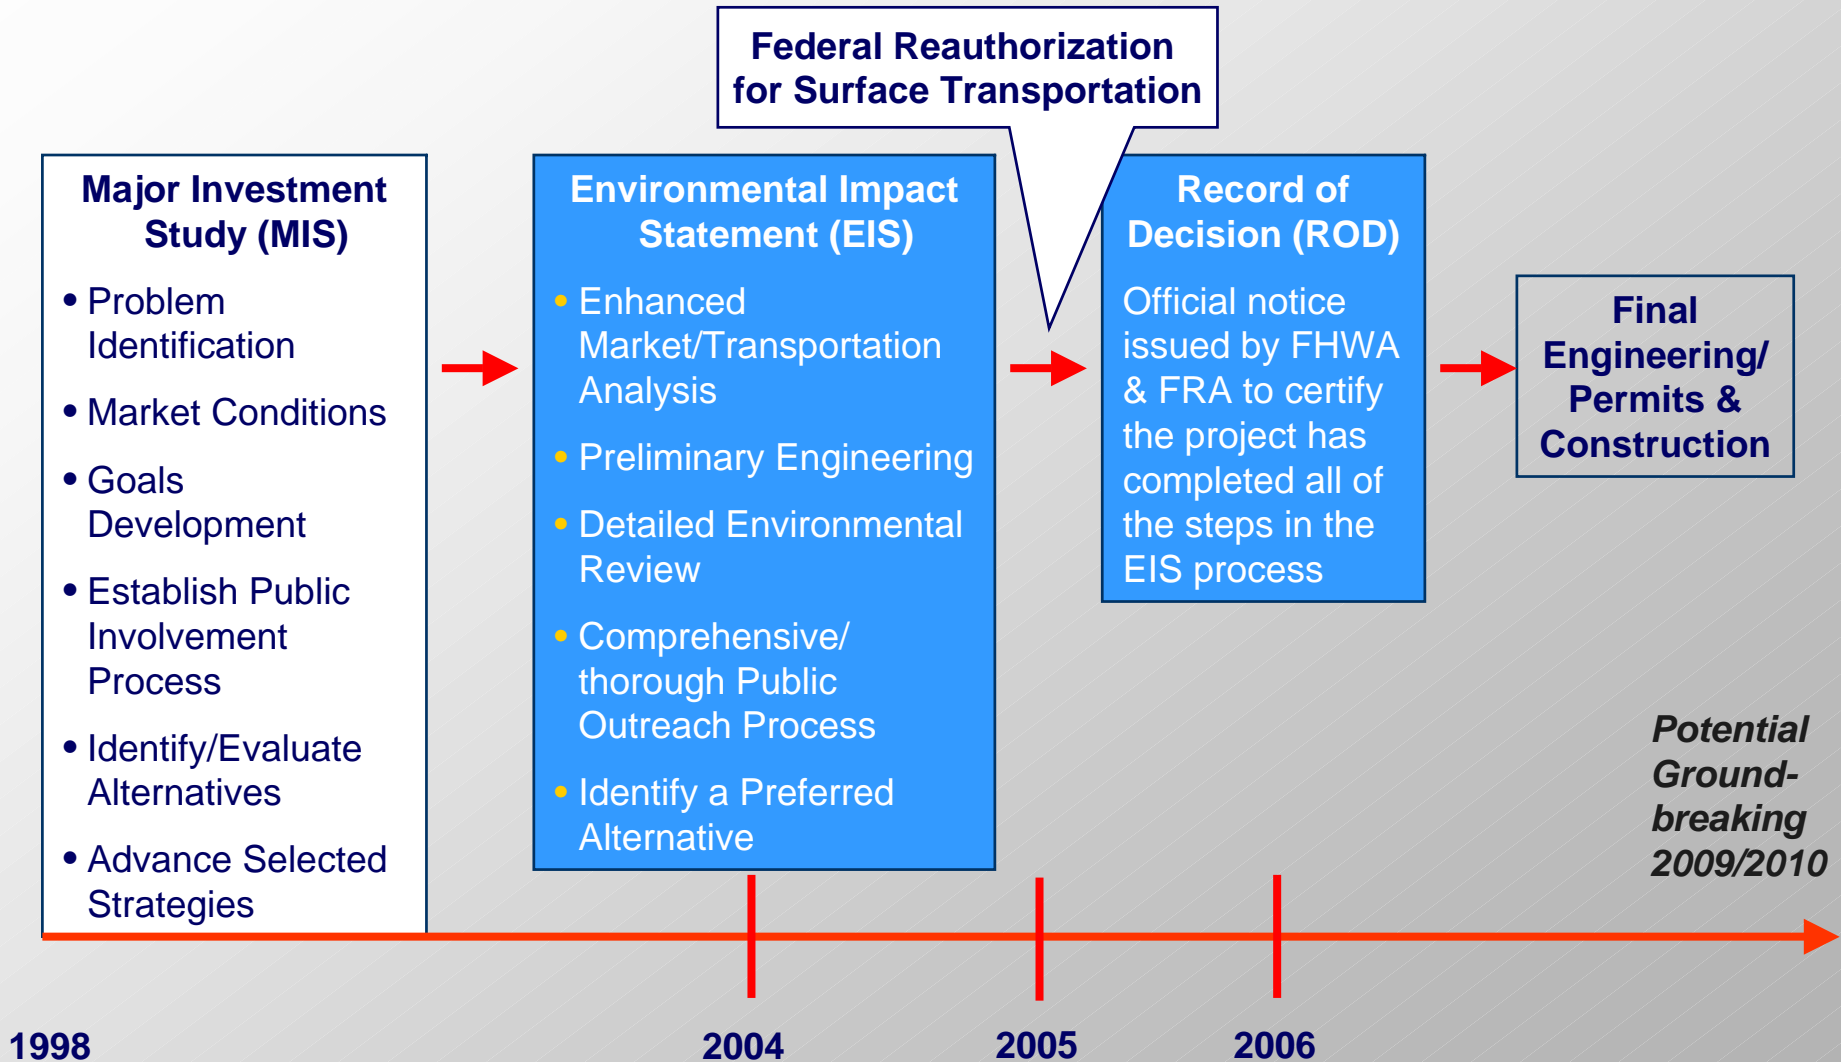 Federal Reauthorization
for Surface Transportation
Major Investment
Study (MIS)
• Problem
Identification
• Market Conditions
• Goals
Development
• Establish Public
Involvement
Process
• Identify/Evaluate
Alternatives
• Advance Selected
Strategies
Environmental Impact
Statement (EIS)
• Enhanced
Market/Transportation
Analysis
• Preliminary Engineering
• Detailed Environmental
Review
• Comprehensive/
thorough Public
Outreach Process
• Identify a Preferred
Alternative
Record of
Decision (ROD)
Official notice
issued by FHWA
& FRA to certify
the project has
completed all of
the steps in the
EIS process
Final
Engineering/
Permits &
Construction
Potential
Ground-
breaking
2009/2010
1998
2004
2005
2006